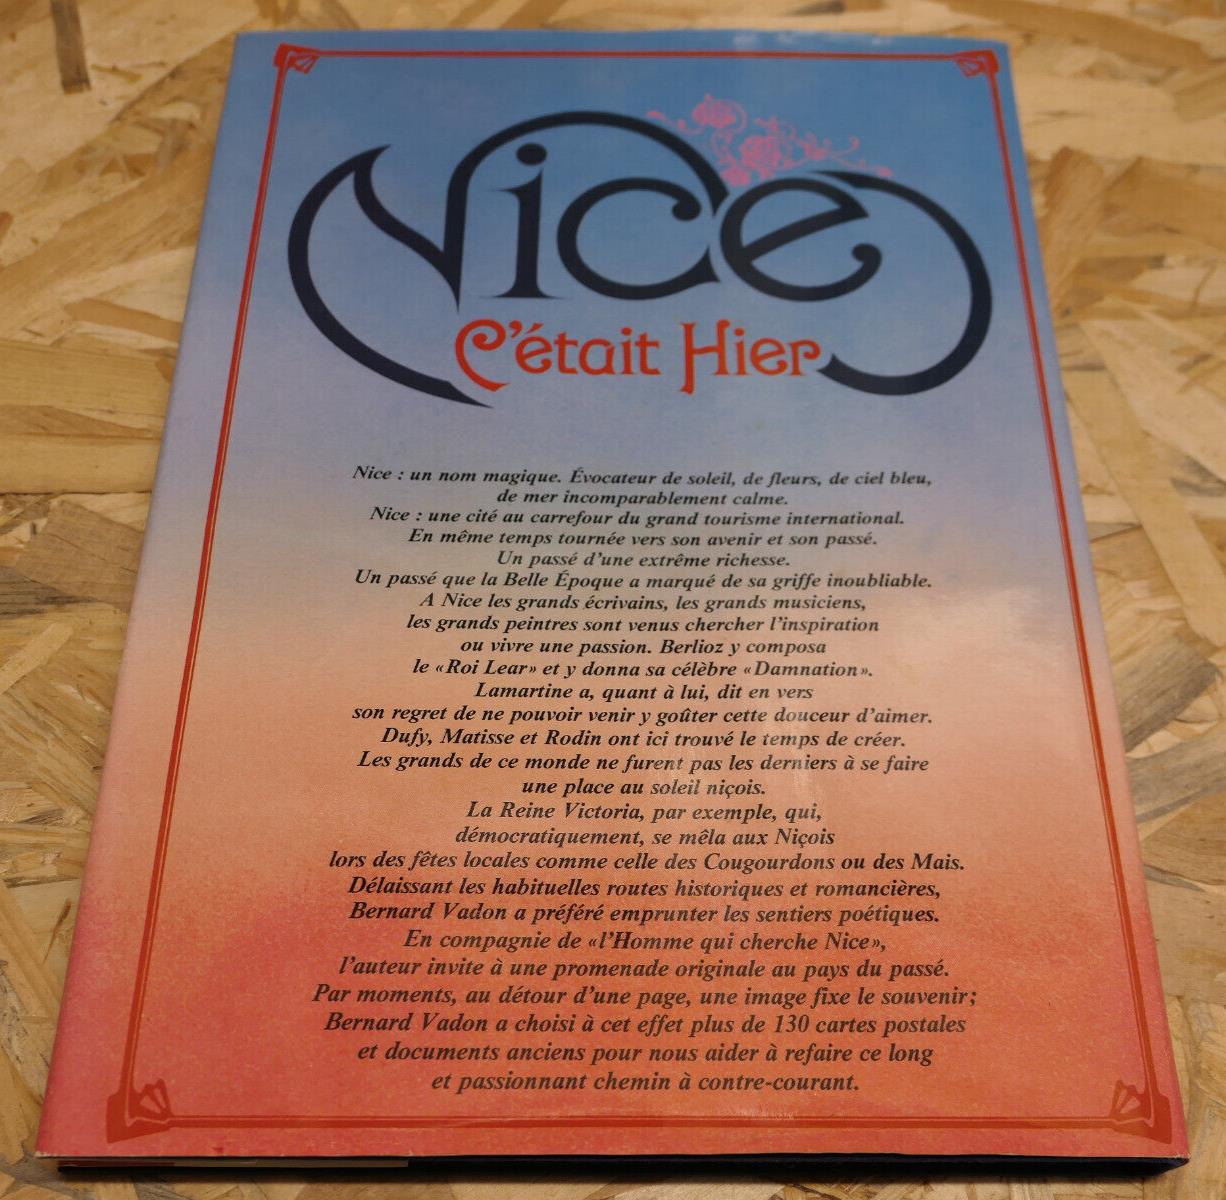 Nice
C'était Hier
Nice : un nom magique. Évocateur de soleil, de fleurs, de ciel bleu,
de mer incomparablement calme.
Nice : une cité au carrefour du grand tourisme international.
En même temps tournée vers son avenir et son passé.
Un passé d'une extrême richesse.
Un passé que la Belle Époque a marqué de sa griffe inoubliable.
A Nice les grands écrivains, les grands musiciens,
les grands peintres sont venus chercher l'inspiration
ou vivre une passion. Berlioz y composa
le «Roi Lear» et y donna sa célèbre «Damnation».
Lamartine a, quant à lui, dit en vers
son regret de ne pouvoir venir y goûter cette douceur d'aimer.
Dufy, Matisse et Rodin ont ici trouvé le temps de créer.
Les grands de ce monde ne furent pas les derniers à se faire
une place au soleil niçois.
La Reine Victoria, par exemple, qui,
démocratiquement, se mêla aux Niçois
lors des fêtes locales comme celle des Cougourdons ou des Mais.
Délaissant les habituelles routes historiques et romancières,
Bernard Vadon a préféré emprunter les sentiers poétiques.
En compagnie de «l'Homme qui cherche Nice»,
l'auteur invite à une promenade originale au pays du passé.
Par moments, au détour d'une page, une image fixe le souvenir;
Bernard Vadon a choisi à cet effet plus de 130 cartes postales
et documents anciens pour nous aider à refaire ce long
et passionnant chemin à contre-courant.